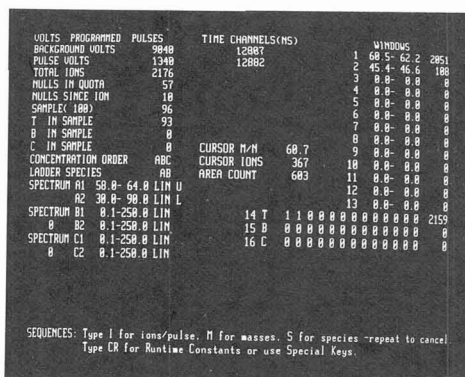 VOLTS PROGRAMMED PULSES
BACKGROUND VOLTS 9040
PULSE VOLTS 1340
TOTAL IONS 2176
NULLS IN QUOTA 57
NULLS SINCE ION 10
SAMPLE( 100) 96
T IN SAMPLE 93
B IN SAMPLE 0
C IN SAMPLE 0
CONCENTRATION ORDER ABC
LADDER SPECIES AB
SPECTRUM A1 58.0- 64.0 LIN U
A2 30.0- 90.0 LIN L
SPECTRUM B1 0.1-250.0 LIN
0 B2 0.1-250.0 LIN
SPECTRUM C1 0.1-250.0 LIN
0 C2 0.1-250.0 LIN
TIME CHANNELS(NS)
12807
12882
CURSOR M/N 60.7
CURSOR IONS 367
AREA COUNT 603
WINDOWS
1 60.5- 62.2 2051
2 45.4- 46.6 108
3 0.0- 0.0 0
4 0.0- 0.0 0
5 0.0- 0.0 0
6 0.0- 0.0 0
7 0.0- 0.0 0
8 0.0- 0.0 0
9 0.0- 0.0 0
10 0.0- 0.0 0
11 0.0- 0.0 0
12 0.0- 0.0 0
13 0.0- 0.0 0
14 T 1 1 0 0 0 0 0 0 0 0 0 0 0 2159
15 B 0 0 0 0 0 0 0 0 0 0 0 0 0 0
16 C 0 0 0 0 0 0 0 0 0 0 0 0 0 0
SEQUENCES: Type I for ions/pulse, M for masses, S for species -repeat to cancel
Type CR for Runtime Constants or use Special Keys.